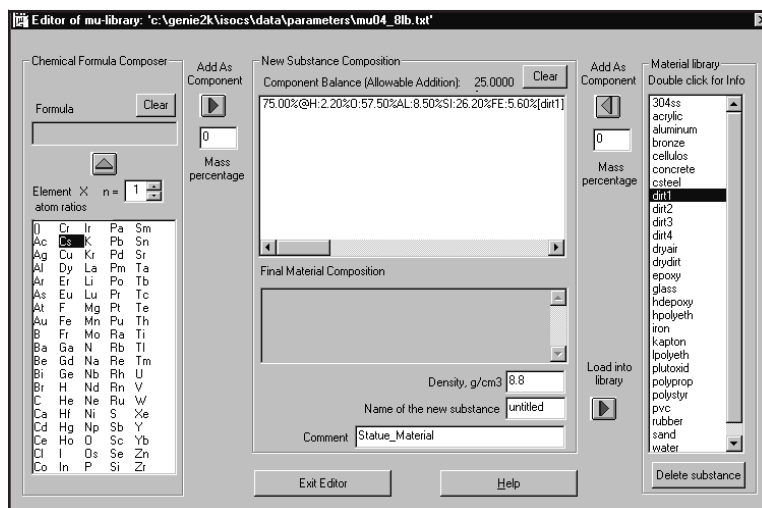 Editor of mu-library: 'c:\genie2k\isocs\data\parameters\mu04_8lb.txt'
Chemical Formula Composer
Formula
Clear
Element X n = 1
atom ratios
() Cr Ir Pa Sm
Ac Cs K Pb Sn
Ag Cu Kr Pd Sr
Al Dy La Pm Ta
Ar Er Li Po Tb
As Eu Lu Pr Tc
At F Mg Pt Te
Au Fe Mn Pu Th
B Fr Mo Ra Ti
Ba Ga N Rb Tl
Be Gd Na Re Tm
Bi Ge Nb Rh U
Br H Nd Rn V
C He Ne Ru W
Ca Hf Ni S Xe
Cd Hg Np Sb Y
Ce Ho O Sc Yb
Cl I Os Se Zn
Co In P Si Zr
Add As
Component
0
Mass
percentage
New Substance Composition
Component Balance (Allowable Addition): 25.0000
Clear
75.00%@H:2.20%O:57.50%AL:8.50%SI:26.20%FE:5.60%[dirt1]
Final Material Composition
Density, g/cm3 8.8
Name of the new substance untitled
Comment Statue_Material
Exit Editor
Help
Add As
Component
0
Mass
percentage
Load into
library
Material library
Double click for Info
304ss
acrylic
aluminum
bronze
cellulos
concrete
csteel
dirt1
dirt2
dirt3
dirt4
dryair
drydirt
epoxy
glass
hdepoxy
hpolyeth
iron
kapton
lpolyeth
plutoxid
polyprop
polystyr
pvc
rubber
sand
water
Delete substance